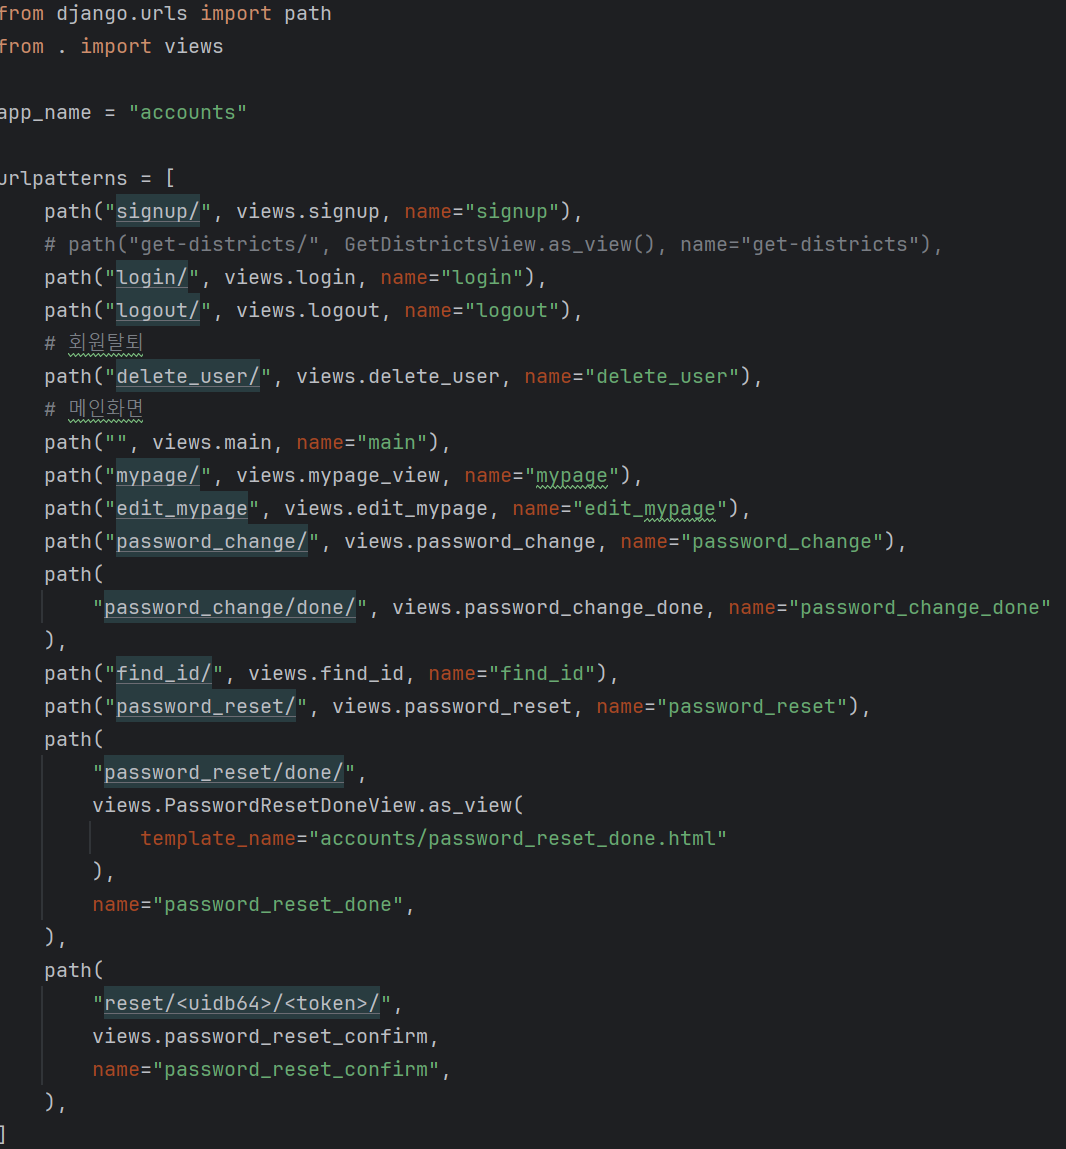 from django.urls import path
from . import views

app_name = "accounts"

urlpatterns = [
    path("signup/", views.signup, name="signup"),
    # path("get-districts/", GetDistrictsView.as_view(), name="get-districts"),
    path("login/", views.login, name="login"),
    path("logout/", views.logout, name="logout"),
    # 회원탈퇴
    path("delete_user/", views.delete_user, name="delete_user"),
    # 메인화면
    path("", views.main, name="main"),
    path("mypage/", views.mypage_view, name="mypage"),
    path("edit_mypage", views.edit_mypage, name="edit_mypage"),
    path("password_change/", views.password_change, name="password_change"),
    path(
        "password_change/done/", views.password_change_done, name="password_change_done"
    ),
    path("find_id/", views.find_id, name="find_id"),
    path("password_reset/", views.password_reset, name="password_reset"),
    path(
        "password_reset/done/",
        views.PasswordResetDoneView.as_view(
            template_name="accounts/password_reset_done.html"
        ),
        name="password_reset_done",
    ),
    path(
        "reset/<uidb64>/<token>/",
        views.password_reset_confirm,
        name="password_reset_confirm",
    ),
]